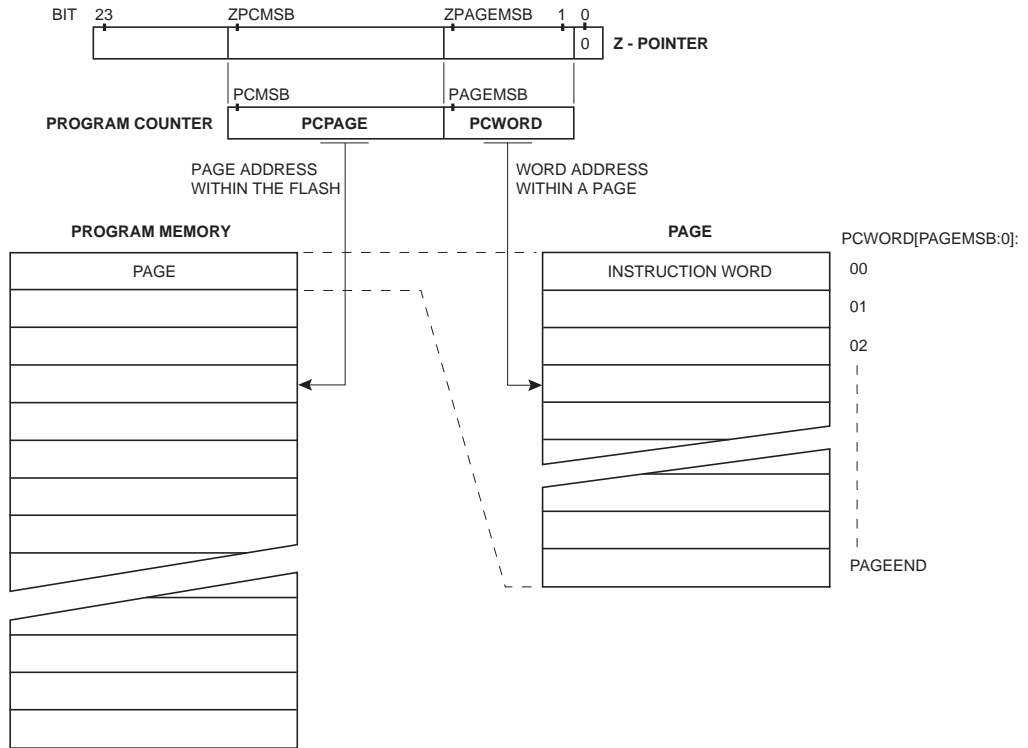 BIT 23 ZPCMSB ZPAGEMSB 1 0
0 Z - POINTER
PCMSB PAGEMSB
PROGRAM COUNTER PCPAGE PCWORD
PAGE ADDRESS
WITHIN THE FLASH
WORD ADDRESS
WITHIN A PAGE
PROGRAM MEMORY
PAGE
PAGE
INSTRUCTION WORD
PCWORD[PAGEMSB:0]:
00
01
02
PAGEEND